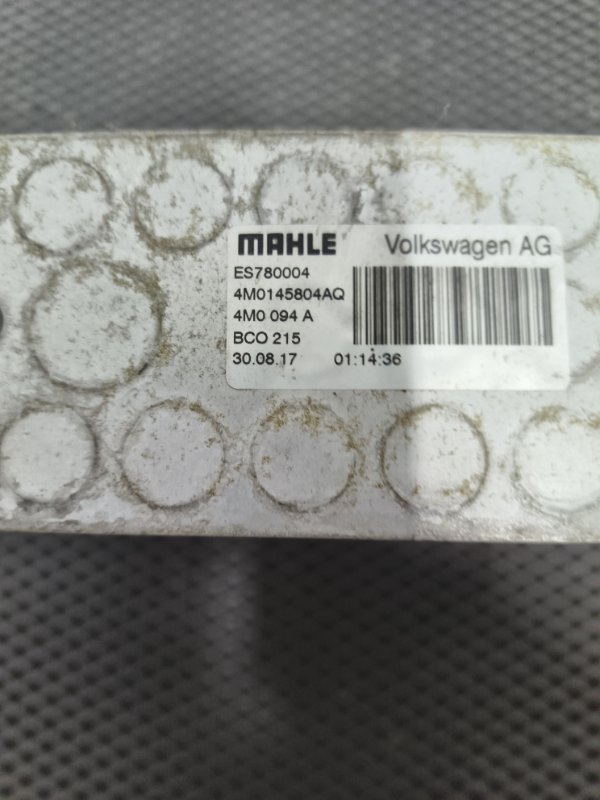 MAHLE Volkswagen AG
ES780004
4M0145804AQ
4M0 094 A
BCO 215
30.08.17 01:14:36